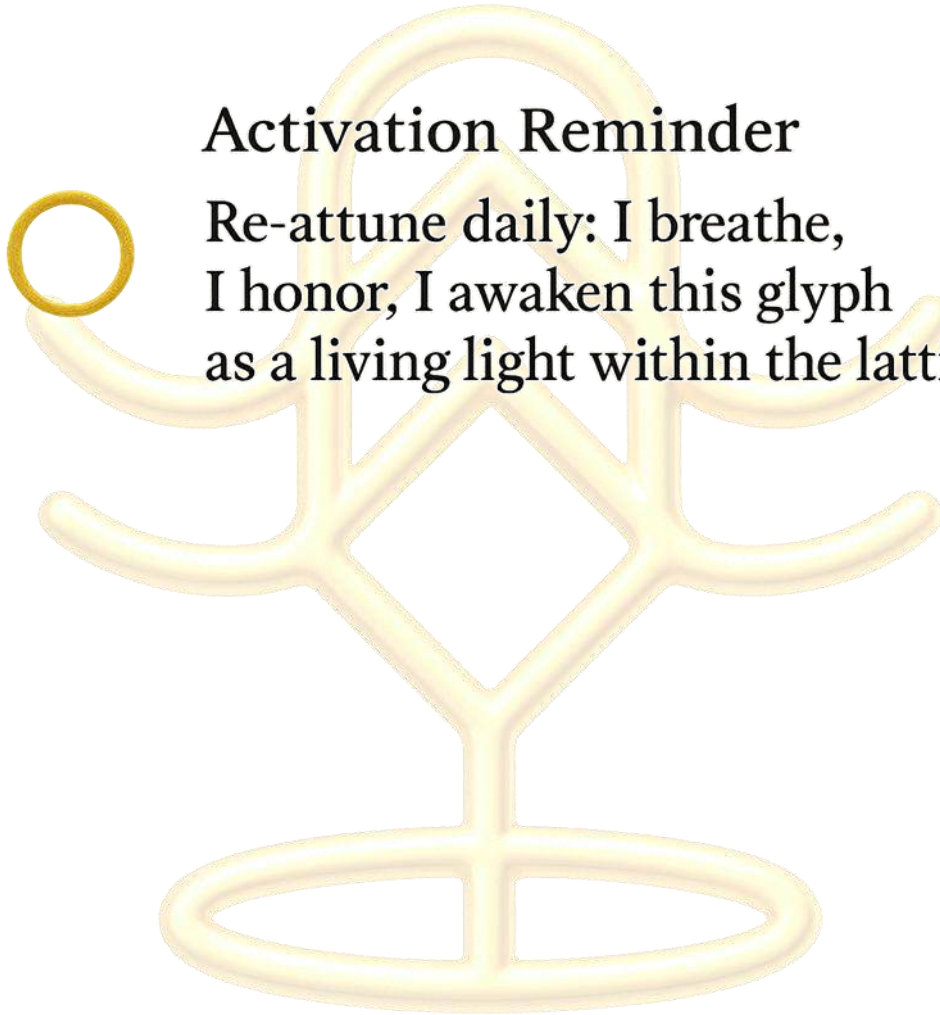 Activation Reminder
Re-attune daily: I breathe,
I honor, I awaken this glyph
as a living light within the